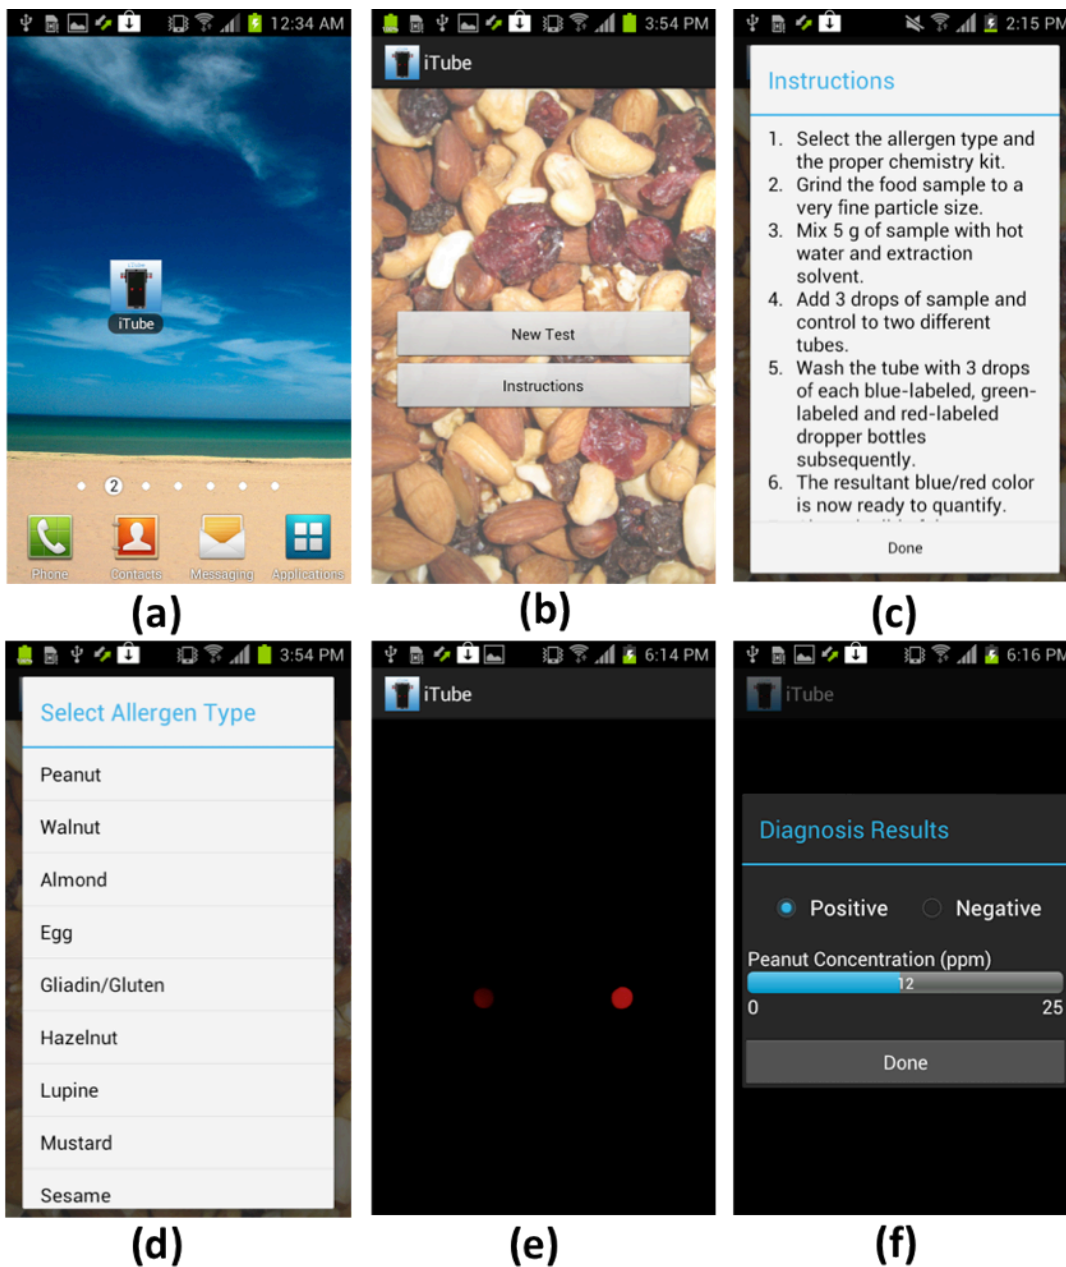 12:34 AM
iTube
iTube
2
Phone
Contacts
Messaging
Applications
(a)
100%
3:54 PM
iTube
New Test
Instructions
(b)
2:15 PM
Instructions
1. Select the allergen type and
the proper chemistry kit.
2. Grind the food sample to a
very fine particle size.
3. Mix 5 g of sample with hot
water and extraction
solvent.
4. Add 3 drops of sample and
control to two different
tubes.
5. Wash the tube with 3 drops
of each blue-labeled, green-
labeled and red-labeled
dropper bottles
subsequently.
6. The resultant blue/red color
is now ready to quantify.
Done
(c)
100%
3:54 PM
Select Allergen Type
Peanut
Walnut
Almond
Egg
Gliadin/Gluten
Hazelnut
Lupine
Mustard
Sesame
(d)
6:14 PM
iTube
(e)
6:16 PM
iTube
Diagnosis Results
Positive Negative
Peanut Concentration (ppm)
12
0 25
Done
(f)